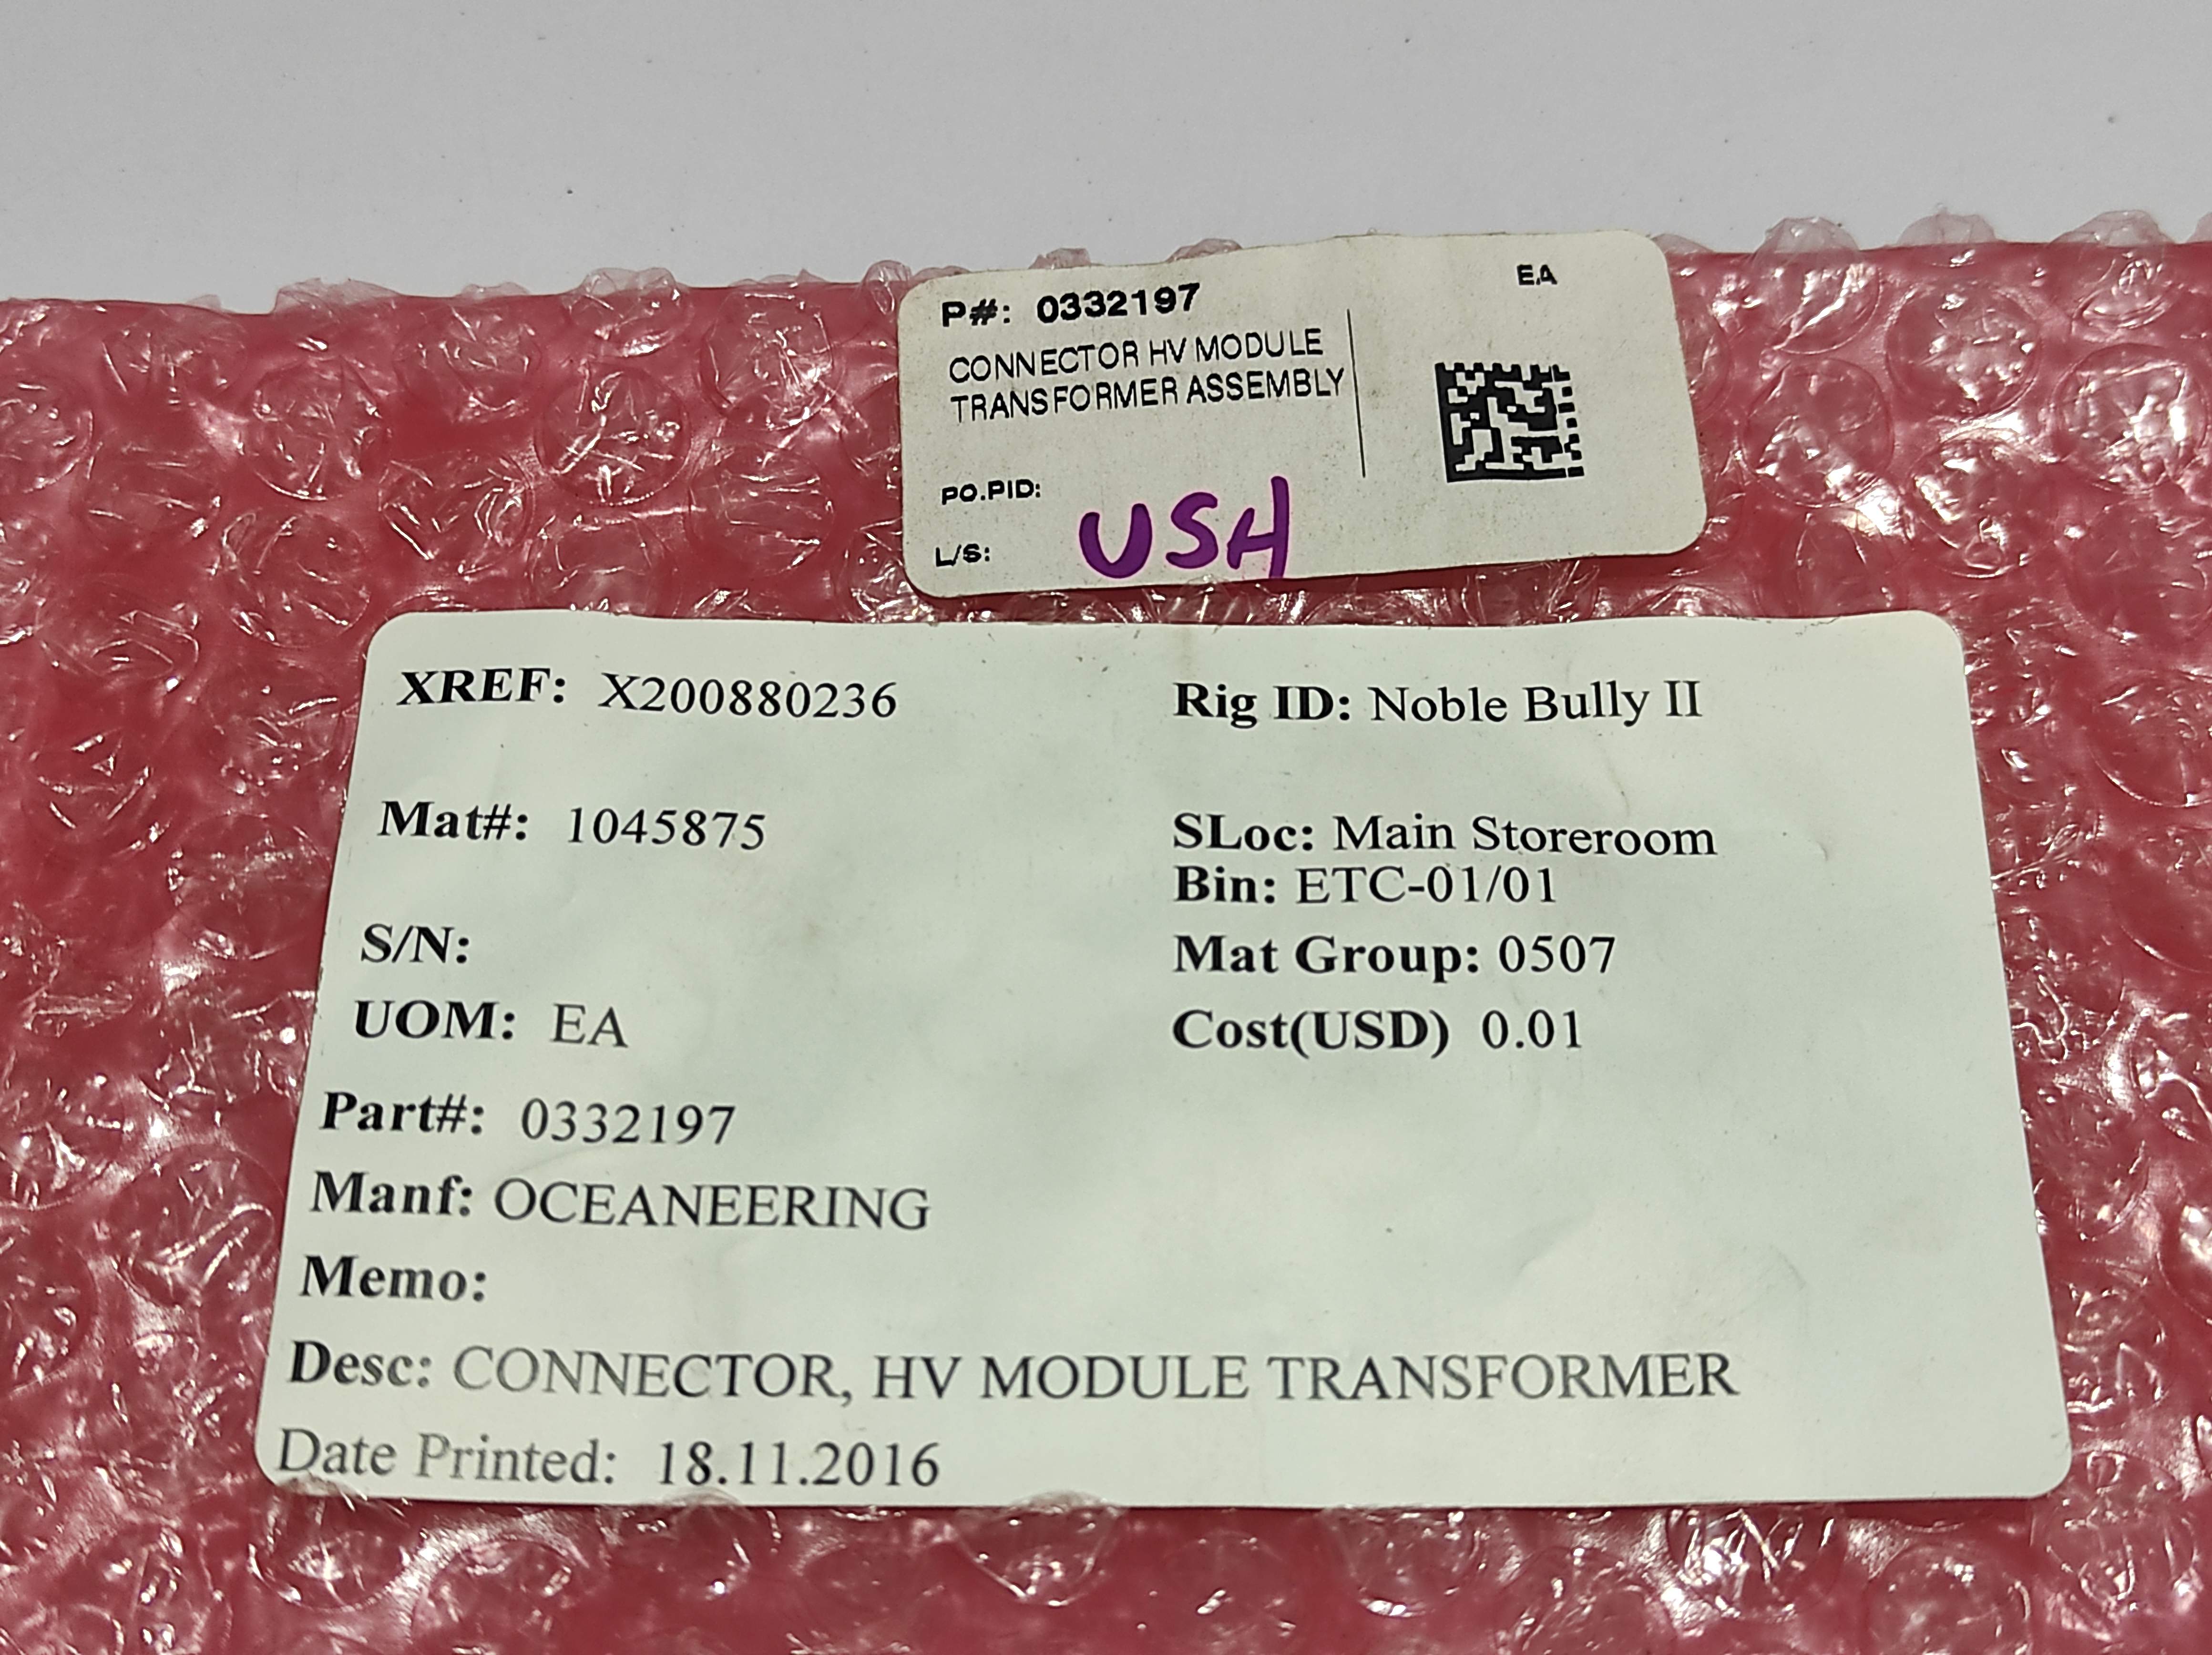 P#: 0332197
EA
CONNECTOR HV MODULE
TRANSFORMER ASSEMBLY
PO.PID:
L/S:
USH
XREF: X200880236
Rig ID: Noble Bully II
Mat#: 1045875
SLoc: Main Storeroom
Bin: ETC-01/01
S/N:
Mat Group: 0507
UOM: EA
Cost(USD) 0.01
Part#: 0332197
Manf: OCEANEERING
Memo:
Desc: CONNECTOR, HV MODULE TRANSFORMER
Date Printed: 18.11.2016